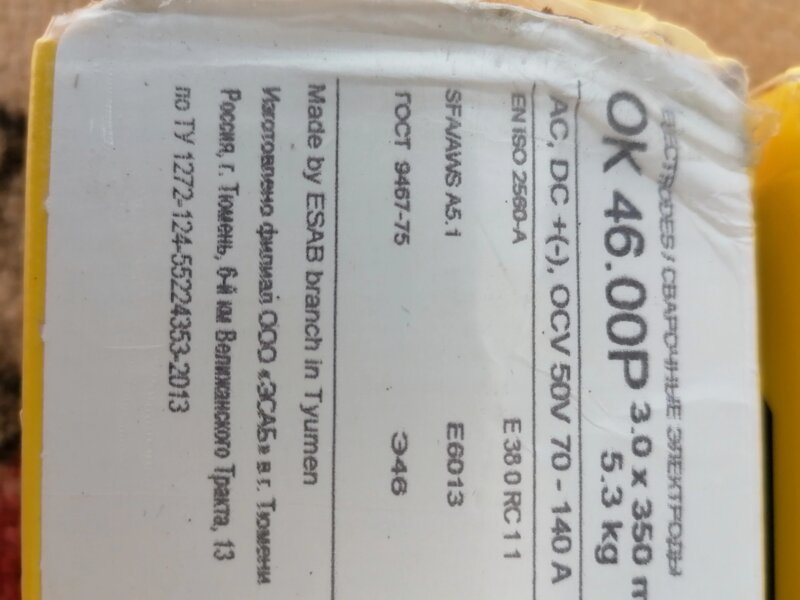 ELECTRODES / СВАРОЧНЫЕ ЭЛЕКТРОДЫ
OK 46.00P 3.0 x 350 m
5.3 kg
AC, DC +(-), OCV 50V 70 - 140 A
EN ISO 2560-A E 38 0 RC 1 1
SFA/AWS A5.1 E6013
ГОСТ 9467-75 Э46
Made by ESAB branch in Tyumen
Изготовлено филиал ООО «ЭСАБ» в г. Тюмени
Россия, г. Тюмень, 6-й км Велижанского Тракта, 13
по ТУ 1272-124-55224353-2013